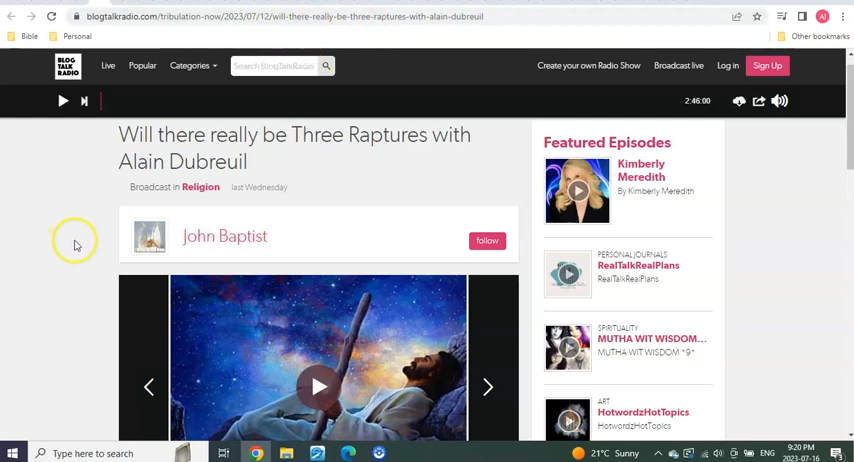 blogtalkradio.com/tribulation-now/2023/07/12/will-there-really-be-three-raptures-with-alain-dubreuil
AI
Bible
Personal
Other bookmarks
BLOG
TALK
RADIO
Live
Popular
Categories
Search BlogTalkRadio
Create your own Radio Show
Broadcast live
Log in
Sign Up
2:46:00
Will there really be Three Raptures with
Alain Dubreuil
Broadcast in Religion last Wednesday
John Baptist
follow
Featured Episodes
Kimberly
Meredith
By Kimberly Meredith
PERSONAL JOURNALS
RealTalkRealPlans
RealTalkRealPlans
SPIRITUALITY
MUTHA WIT WISDOM...
MUTHA WIT WISDOM *9*
ART
HotwordzHotTopics
HotwordzHotTopics
Type here to search
21°C Sunny
ENG
9:20 PM
2023-07-16
3